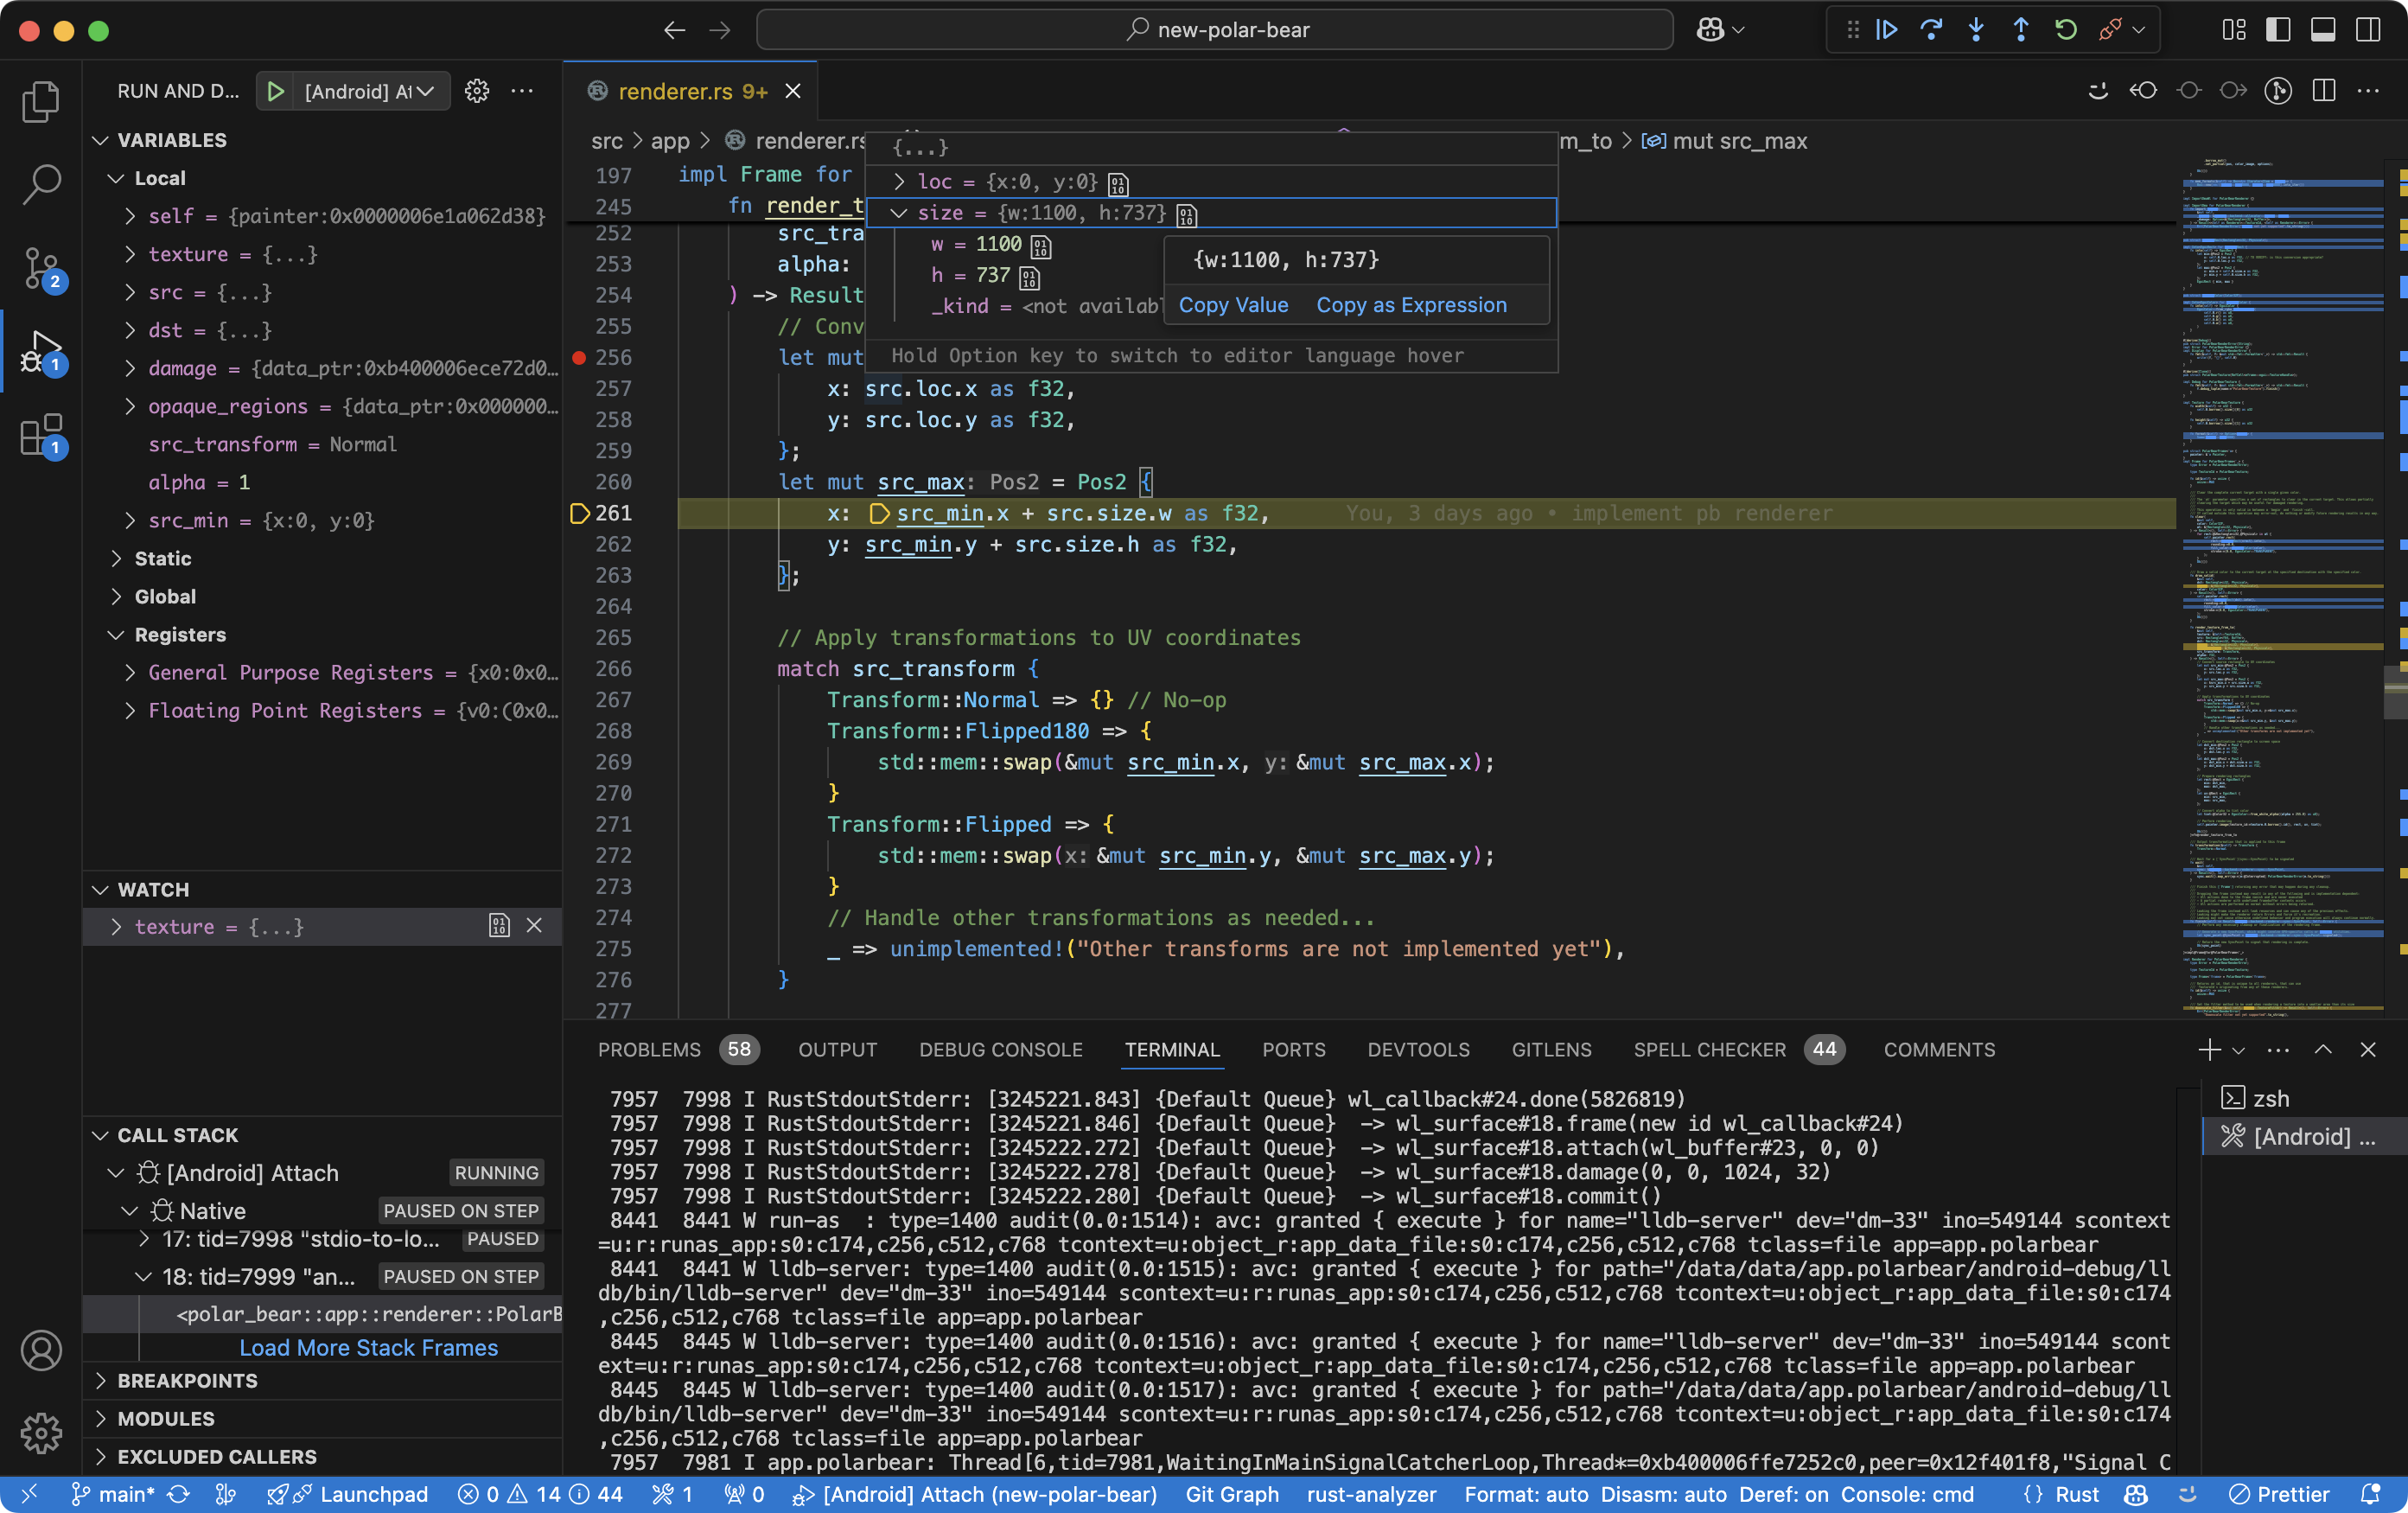 new-polar-bear
RUN AND D...
[Android] At
VARIABLES
Local
self = {painter:0x0000006e1a062d38}
texture = {...}
src = {...}
dst = {...}
damage = {data_ptr:0xb400006ece72d0...
opaque_regions = {data_ptr:0x000000...
src_transform = Normal
alpha = 1
src_min = {x:0, y:0}
Static
Global
Registers
General Purpose Registers = {x0:0x0...
Floating Point Registers = {v0:(0x0...
WATCH
texture = {...}
CALL STACK
[Android] Attach RUNNING
Native PAUSED ON STEP
17: tid=7998 "stdio-to-lo... PAUSED
18: tid=7999 "an... PAUSED ON STEP
<polar_bear::app::renderer::PolarB
Load More Stack Frames
BREAKPOINTS
MODULES
EXCLUDED CALLERS
2
1
1
renderer.rs 9+
src > app > renderer.rs
m_to > mut src_max
{...}
loc = {x:0, y:0}
size = {w:1100, h:737}
w = 1100
h = 737
_kind = <not availab
{w:1100, h:737}
Copy Value Copy as Expression
Hold Option key to switch to editor language hover
197 impl Frame for
245 fn render_t
252 src_tra
253 alpha:
254 ) -> Result
255 // Conv
256 let mut
257 x: src.loc.x as f32,
258 y: src.loc.y as f32,
259 };
260 let mut src_max: Pos2 = Pos2 {
261 x: src_min.x + src.size.w as f32, You, 3 days ago • implement pb renderer
262 y: src_min.y + src.size.h as f32,
263 };
264
265 // Apply transformations to UV coordinates
266 match src_transform {
267 Transform::Normal => {} // No-op
268 Transform::Flipped180 => {
269 std::mem::swap(&mut src_min.x, y: &mut src_max.x);
270 }
271 Transform::Flipped => {
272 std::mem::swap(x: &mut src_min.y, &mut src_max.y);
273 }
274 // Handle other transformations as needed...
275 _ => unimplemented!("Other transforms are not implemented yet"),
276 }
277
PROBLEMS 58 OUTPUT DEBUG CONSOLE TERMINAL PORTS DEVTOOLS GITLENS SPELL CHECKER 44 COMMENTS
7957 7998 I RustStdoutStderr: [3245221.843] {Default Queue} wl_callback#24.done(5826819)
7957 7998 I RustStdoutStderr: [3245221.846] {Default Queue} -> wl_surface#18.frame(new id wl_callback#24)
7957 7998 I RustStdoutStderr: [3245222.272] {Default Queue} -> wl_surface#18.attach(wl_buffer#23, 0, 0)
7957 7998 I RustStdoutStderr: [3245222.278] {Default Queue} -> wl_surface#18.damage(0, 0, 1024, 32)
7957 7998 I RustStdoutStderr: [3245222.280] {Default Queue} -> wl_surface#18.commit()
8441 8441 W run-as : type=1400 audit(0.0:1514): avc: granted { execute } for name="lldb-server" dev="dm-33" ino=549144 scontext
=u:r:runas_app:s0:c174,c256,c512,c768 tcontext=u:object_r:app_data_file:s0:c174,c256,c512,c768 tclass=file app=app.polarbear
8441 8441 W lldb-server: type=1400 audit(0.0:1515): avc: granted { execute } for path="/data/data/app.polarbear/android-debug/ll
db/bin/lldb-server" dev="dm-33" ino=549144 scontext=u:r:runas_app:s0:c174,c256,c512,c768 tcontext=u:object_r:app_data_file:s0:c174
,c256,c512,c768 tclass=file app=app.polarbear
8445 8445 W lldb-server: type=1400 audit(0.0:1516): avc: granted { execute } for name="lldb-server" dev="dm-33" ino=549144 scont
ext=u:r:runas_app:s0:c174,c256,c512,c768 tcontext=u:object_r:app_data_file:s0:c174,c256,c512,c768 tclass=file app=app.polarbear
8445 8445 W lldb-server: type=1400 audit(0.0:1517): avc: granted { execute } for path="/data/data/app.polarbear/android-debug/ll
db/bin/lldb-server" dev="dm-33" ino=549144 scontext=u:r:runas_app:s0:c174,c256,c512,c768 tcontext=u:object_r:app_data_file:s0:c174
,c256,c512,c768 tclass=file app=app.polarbear
7957 7981 I app.polarbear: Thread[6,tid=7981,WaitingInMainSignalCatcherLoop,Thread*=0xb400006ffe7252c0,peer=0x12f401f8,"Signal C
zsh
[Android] ...
main* Launchpad 0 14 44 1 0 [Android] Attach (new-polar-bear) Git Graph rust-analyzer Format: auto Disasm: auto Deref: on Console: cmd {} Rust Prettier